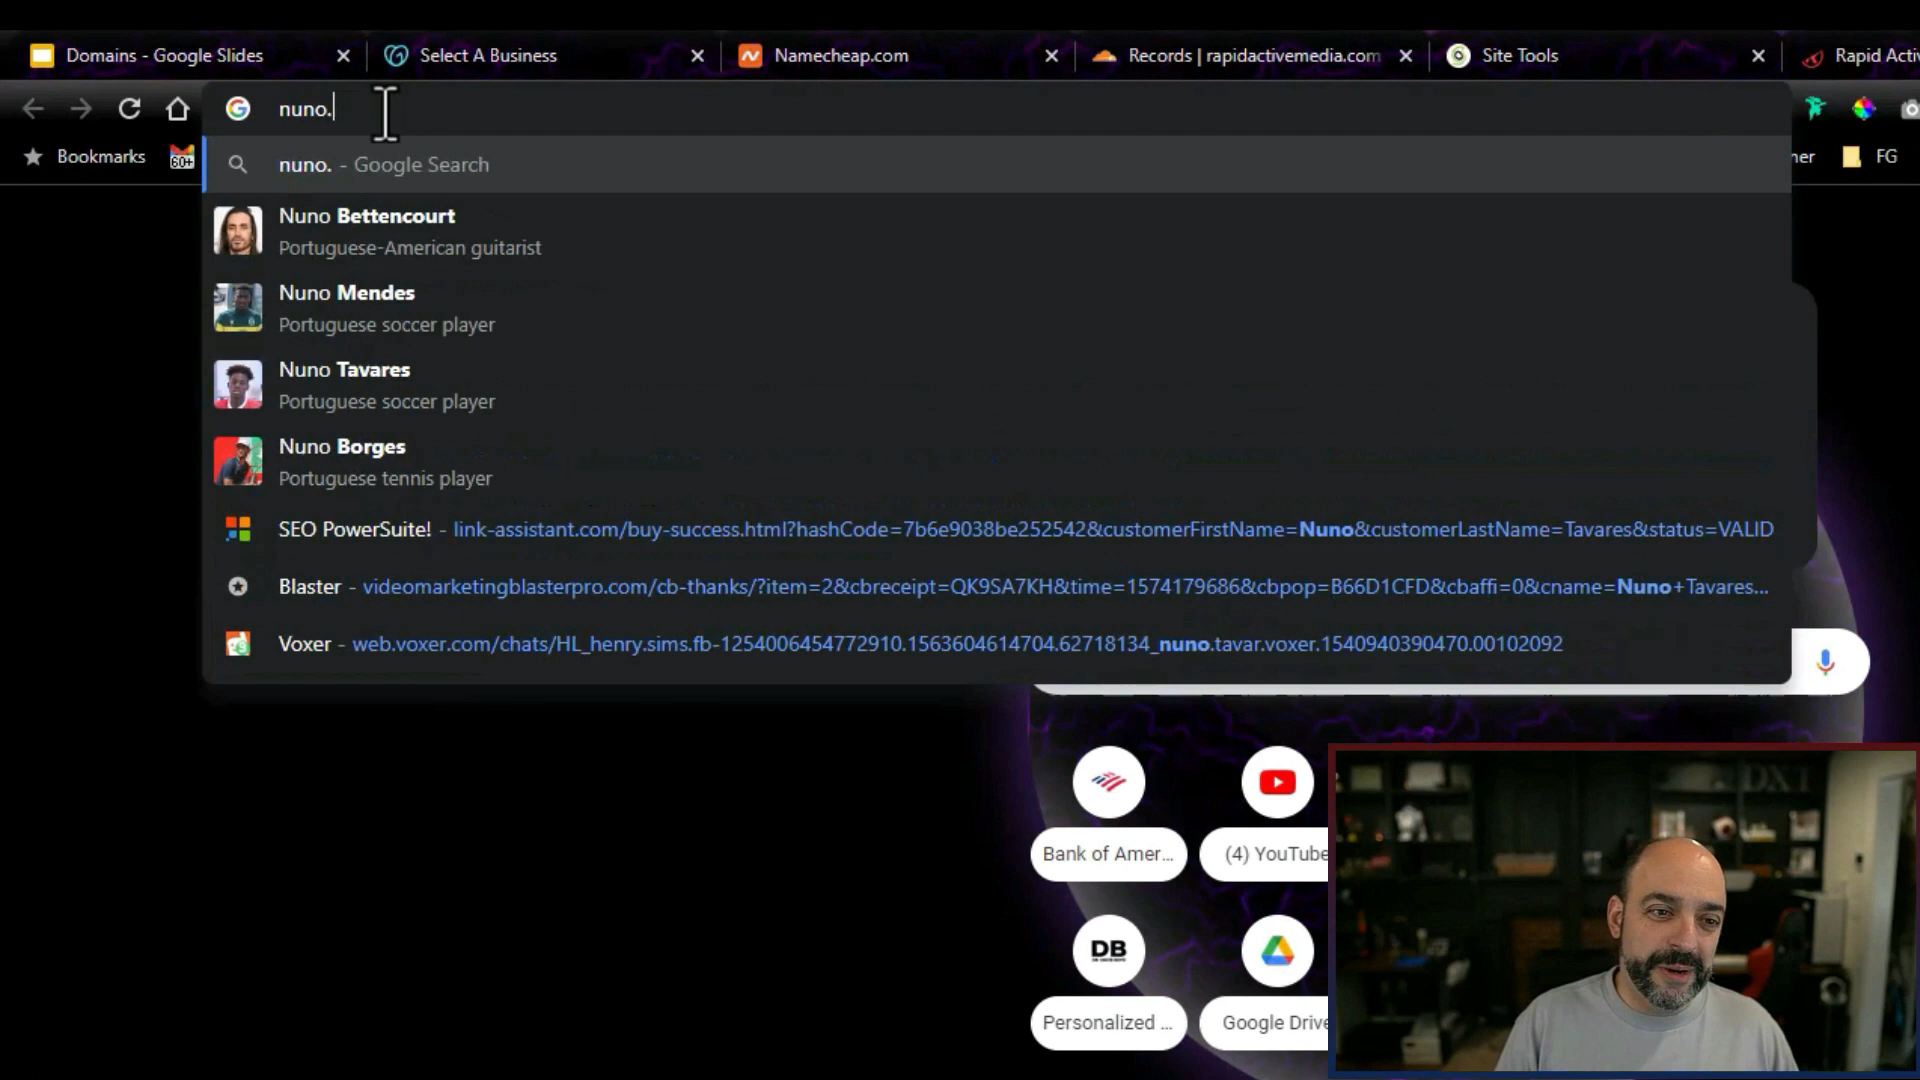 Domains - Google Slides
Select A Business
Namecheap.com
Records | rapidactivemedia.com
Site Tools
Rapid Activ
nuno.
Bookmarks
60+
ner
FG
nuno. - Google Search
Nuno Bettencourt
Portuguese-American guitarist
Nuno Mendes
Portuguese soccer player
Nuno Tavares
Portuguese soccer player
Nuno Borges
Portuguese tennis player
SEO PowerSuite! - link-assistant.com/buy-success.html?hashCode=7b6e9038be252542&customerFirstName=Nuno&customerLastName=Tavares&status=VALID
Blaster - videomarketingblasterpro.com/cb-thanks/?item=2&cbreceipt=QK9SA7KH&time=1574179686&cbpop=B66D1CFD&cbaffi=0&cname=Nuno+Tavares...
Voxer - web.voxer.com/chats/HL_henry.sims.fb-1254006454772910.1563604614704.62718134_nuno.tavar.voxer.1540940390470.00102092
Bank of Amer...
(4) YouTube
DXT
DB
Personalized ...
Google Drive